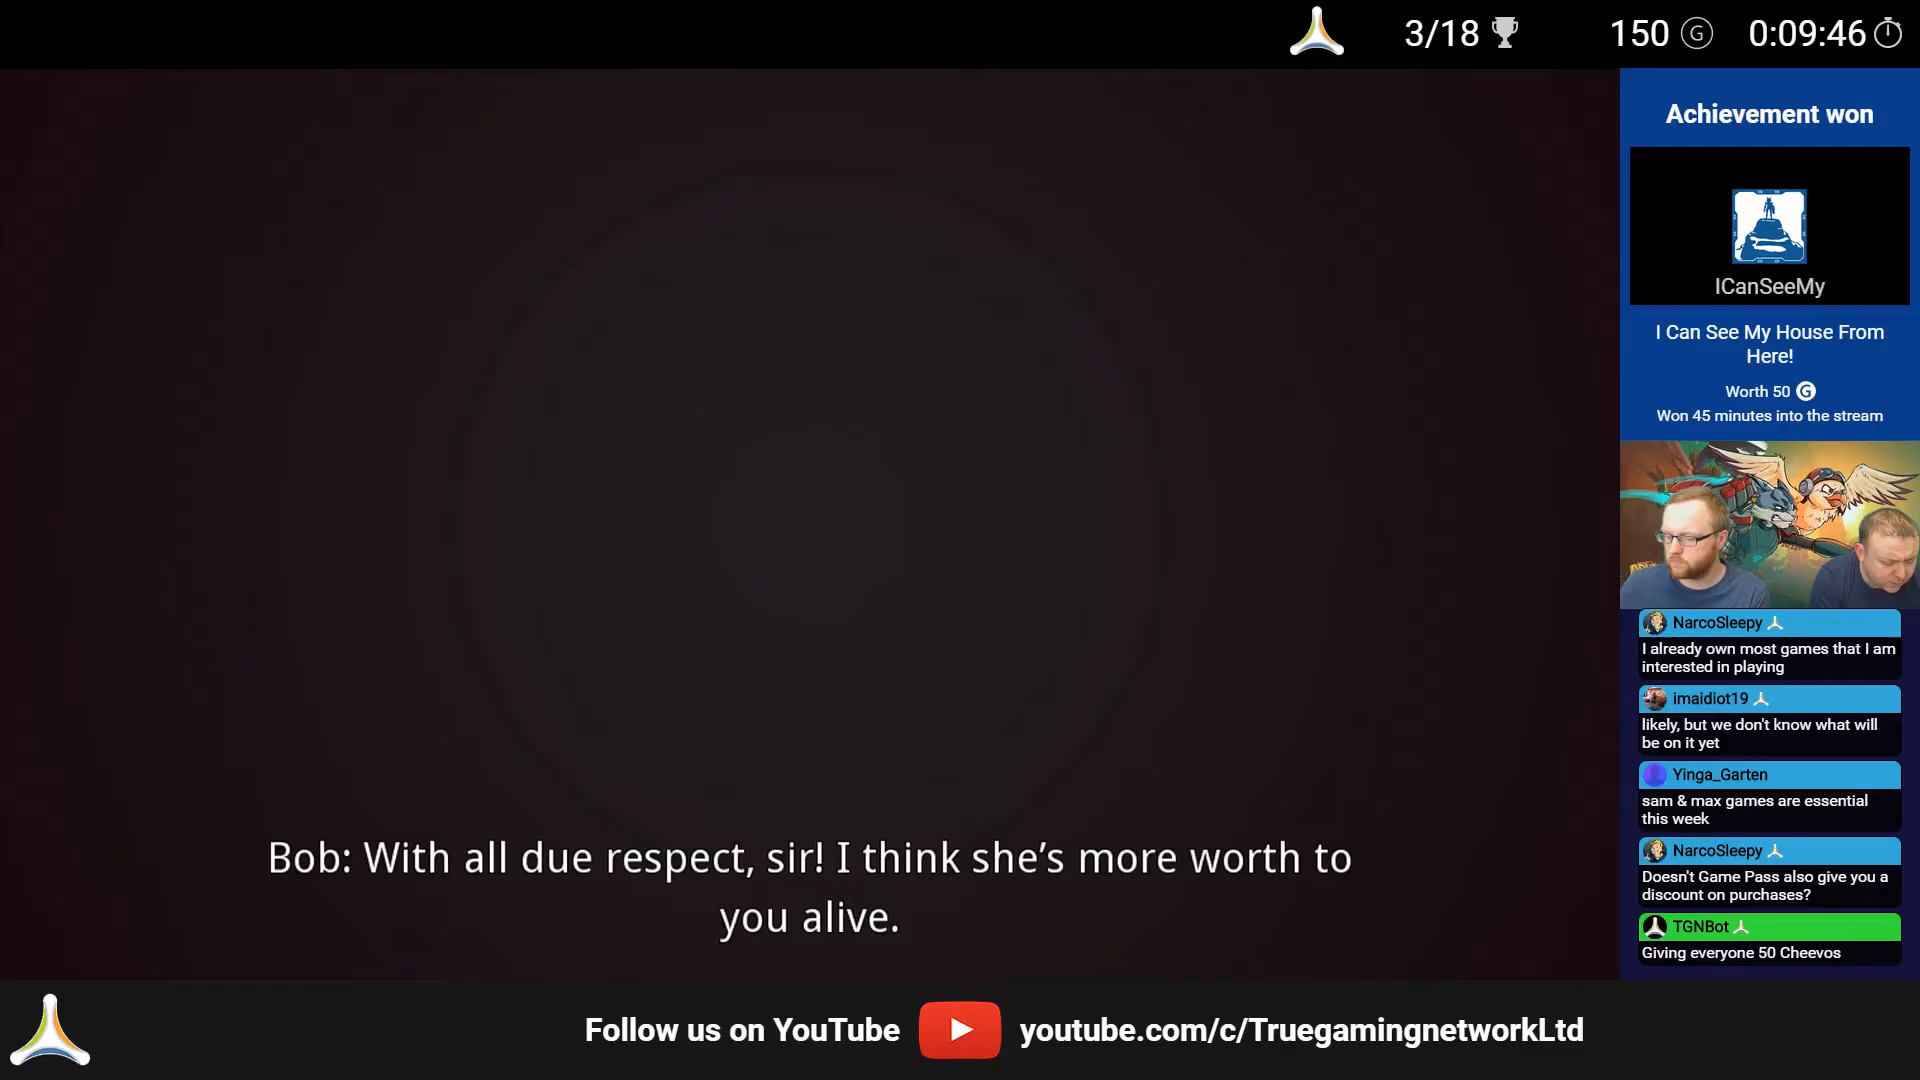 3/18
150 G
0:09:46
Achievement won
ICanSeeMy
I Can See My House From
Here!
Worth 50 G
Won 45 minutes into the stream
NarcoSleepy
I already own most games that I am
interested in playing
imaidiot19
likely, but we don't know what will
be on it yet
Yinga_Garten
sam & max games are essential
this week
NarcoSleepy
Doesn't Game Pass also give you a
discount on purchases?
TGNBot
Giving everyone 50 Cheevos
Bob: With all due respect, sir! I think she’s more worth to
you alive.
Follow us on YouTube
youtube.com/c/TruegamingnetworkLtd